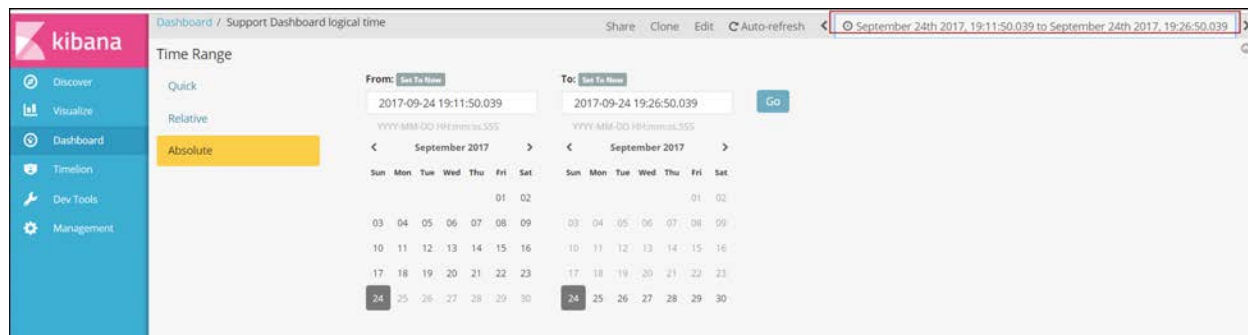 kibana
Discover
Visualize
Dashboard
Timelion
Dev Tools
Management
Dashboard / Support Dashboard logical time
Share Clone Edit Auto-refresh September 24th 2017, 19:11:50.039 to September 24th 2017, 19:26:50.039
Time Range
Quick
Relative
Absolute
From: Set To Now
2017-09-24 19:11:50.039
YYYY-MM-DD HH:mm:ss.SSS
< September 2017 >
Sun Mon Tue Wed Thu Fri Sat
01 02
03 04 05 06 07 08 09
10 11 12 13 14 15 16
17 18 19 20 21 22 23
24 25 26 27 28 29 30
To: Set To Now
2017-09-24 19:26:50.039
YYYY-MM-DD HH:mm:ss.SSS
< September 2017 >
Sun Mon Tue Wed Thu Fri Sat
01 02
03 04 05 06 07 08 09
10 11 12 13 14 15 16
17 18 19 20 21 22 23
24 25 26 27 28 29 30
Go